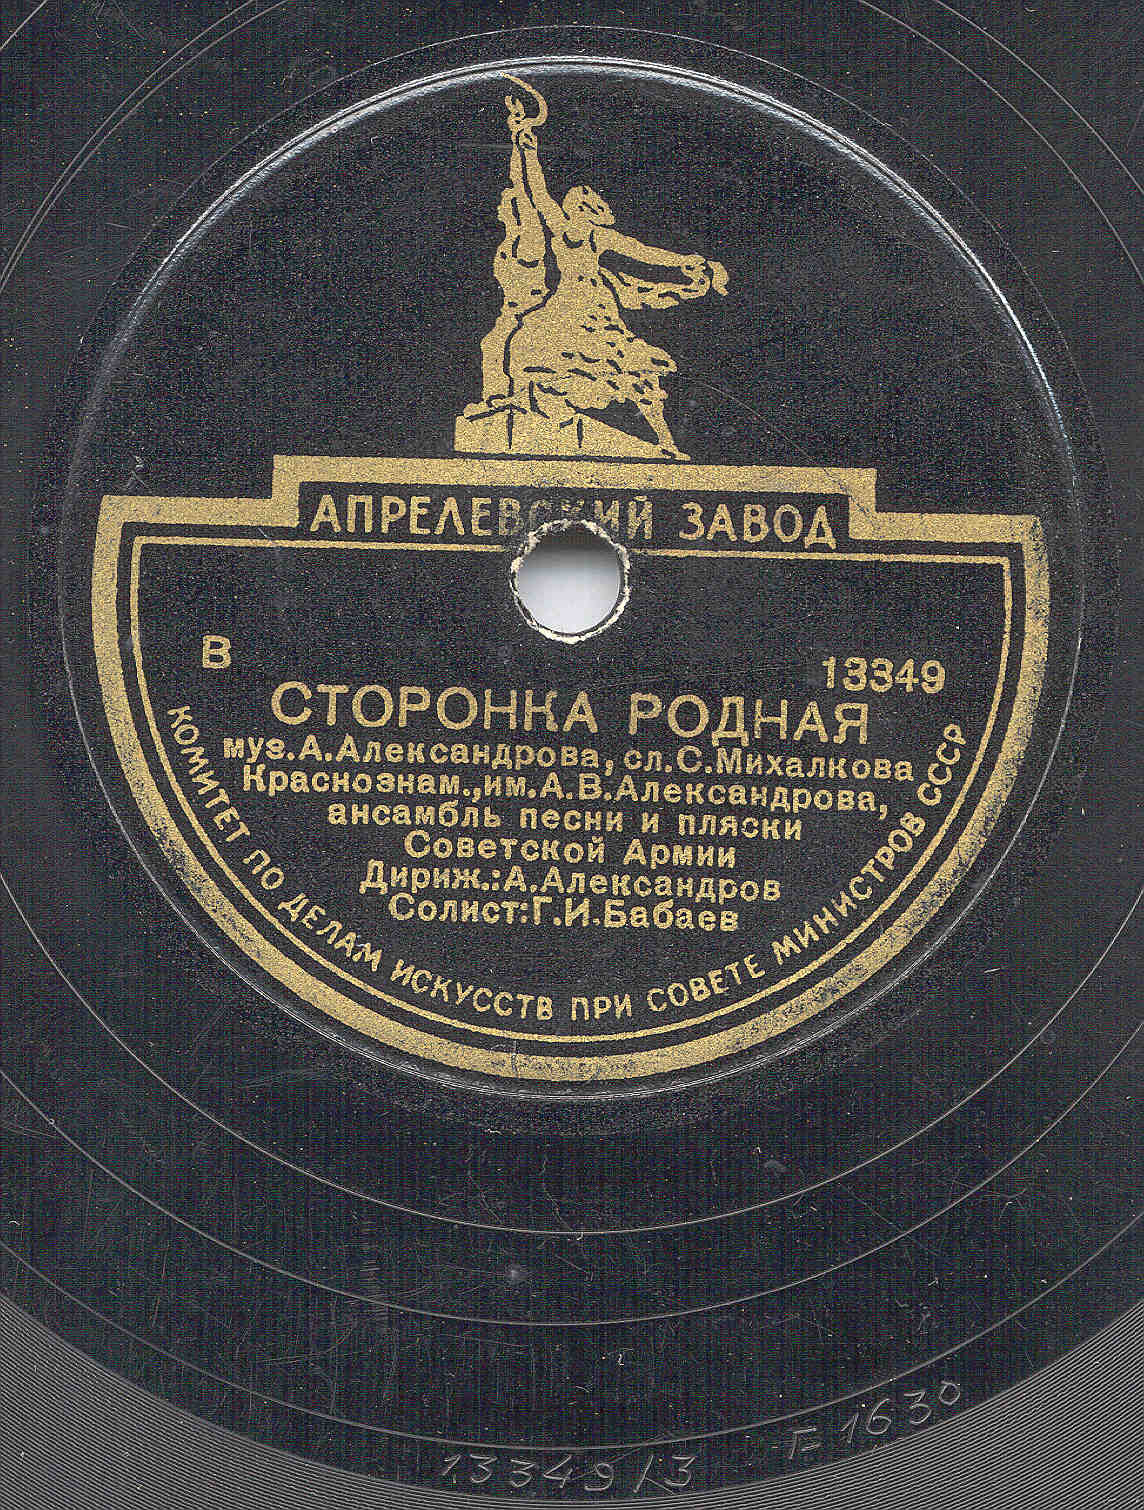 АПРЕЛЕВСКИЙ ЗАВОД
В 13349
СТОРОНКА РОДНАЯ
муз.А.Александрова, сл.С.Михалкова
Краснознам., им.А.В.Александрова,
ансамбль песни и пляски
Советской Армии
Дириж.:А.Александров
Солист:Г.И.Бабаев
КОМИТЕТ ПО ДЕЛАМ ИСКУССТВ ПРИ СОВЕТЕ МИНИСТРОВ СССР
13349/3 Г=1630